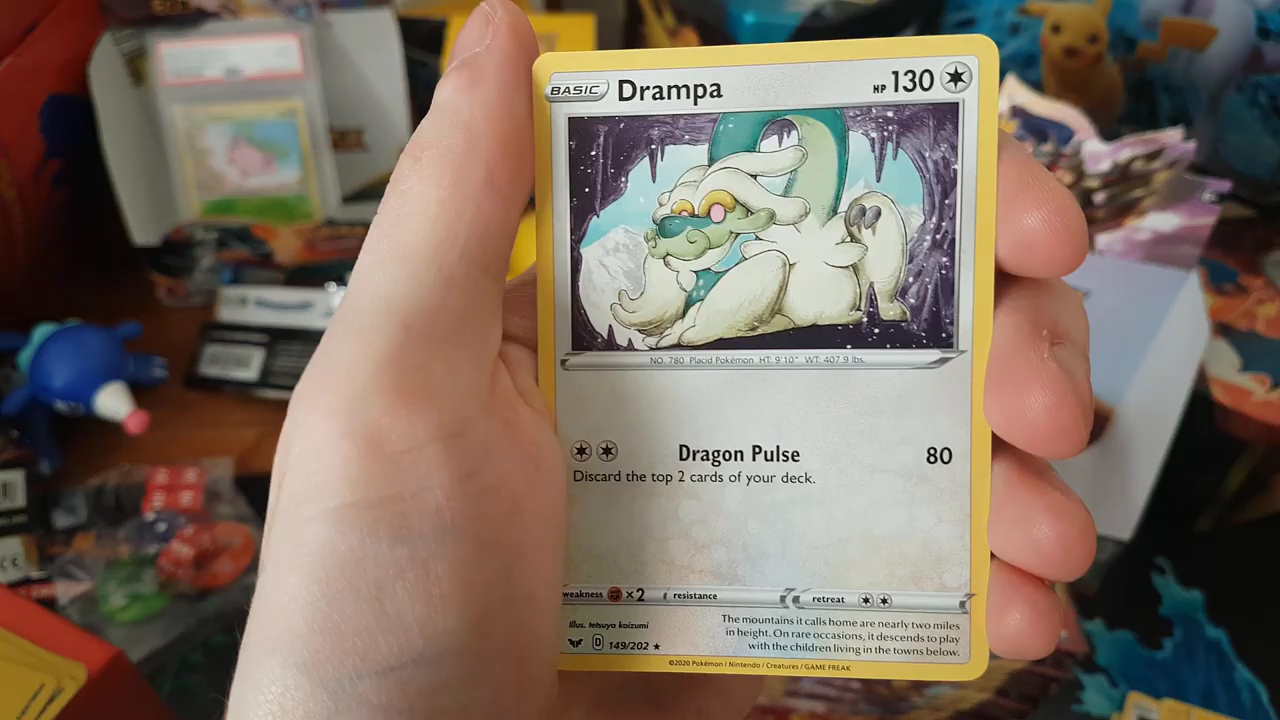 BASIC Drampa HP 130
NO. 780 Placid Pokémon HT: 9'10" WT: 407.9 lbs.
Dragon Pulse 80
Discard the top 2 cards of your deck.
weakness ×2 resistance retreat
Illus. tetsuya koizumi
D 149/202 ★
The mountains it calls home are nearly two miles
in height. On rare occasions, it descends to play
with the children living in the towns below.
©2020 Pokémon / Nintendo / Creatures / GAME FREAK